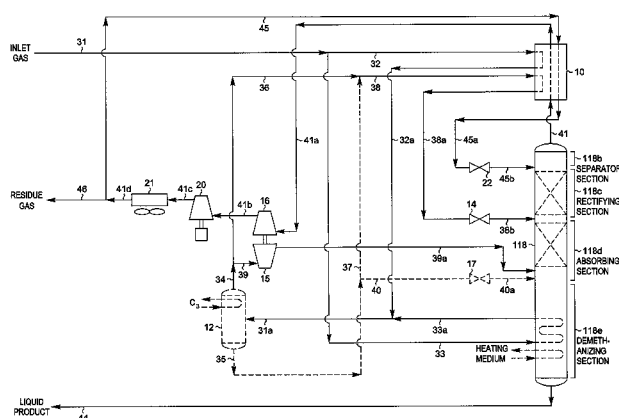 45
INLET GAS
31
32
10
36
38
41a
32a
38a
45a
41
118b
SEPARATOR SECTION
45b
22
118c
RECTIFYING SECTION
RESIDUE GAS
46
41d
21
41c
20
41b
16
14
38b
118
118d
ABSORBING SECTION
34
39
15
37
39a
17
40
40a
C3
12
31a
33a
118e
DEMETH-
ANIZING SECTION
33
HEATING MEDIUM
35
LIQUID PRODUCT
44